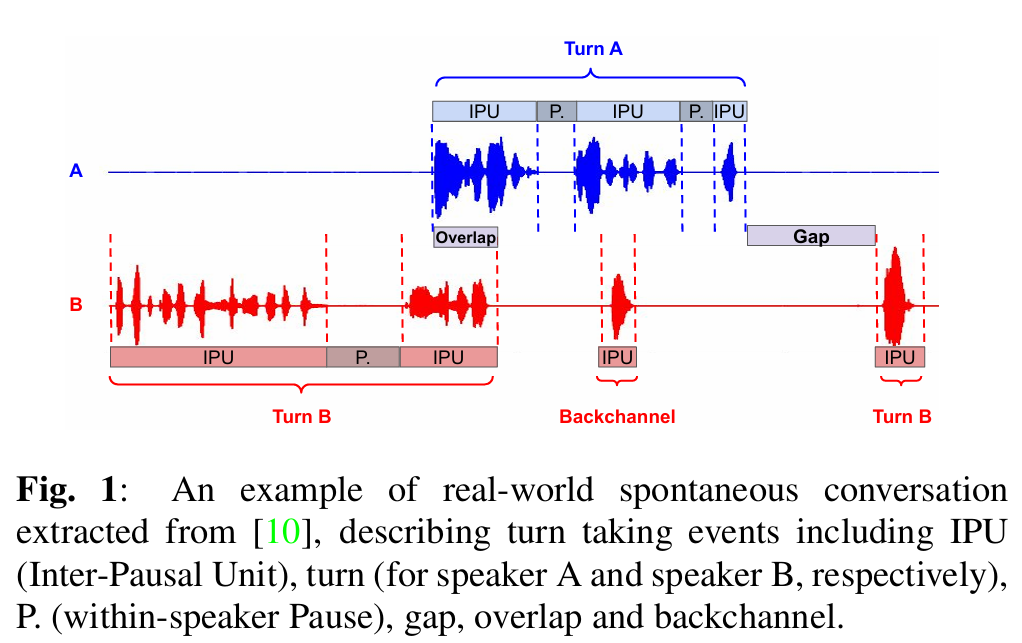 Turn A
IPU P. IPU P. IPU
A
Overlap Gap
B
IPU P. IPU IPU IPU
Turn B Backchannel Turn B
Fig. 1: An example of real-world spontaneous conversation
extracted from [10], describing turn taking events including IPU
(Inter-Pausal Unit), turn (for speaker A and speaker B, respectively),
P. (within-speaker Pause), gap, overlap and backchannel.